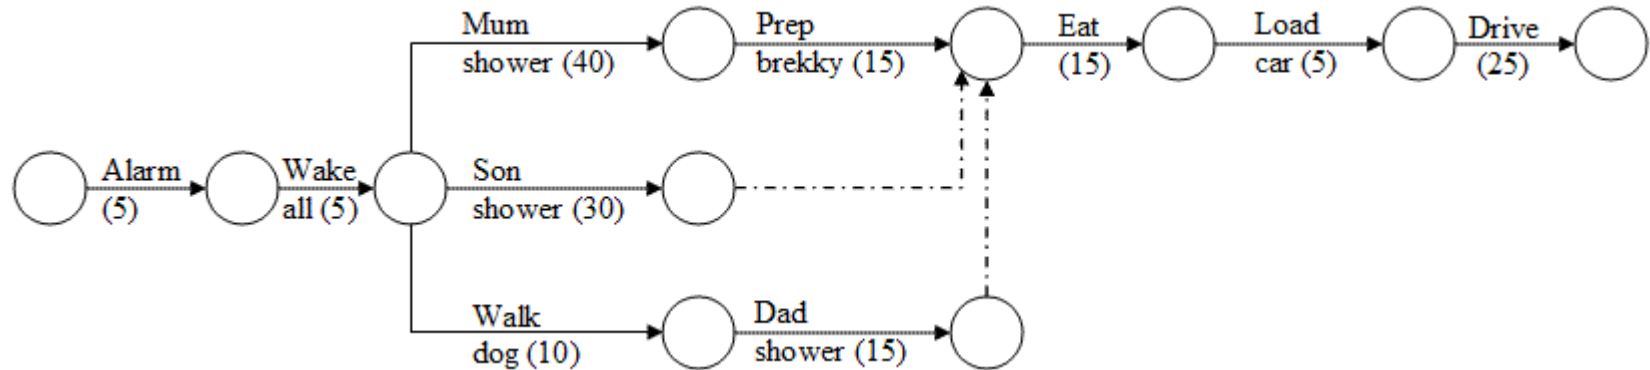 Mum
shower (40)
Prep
brekky (15)
Eat
(15)
Load
car (5)
Drive
(25)
Alarm
(5)
Wake
all (5)
Son
shower (30)
Walk
dog (10)
Dad
shower (15)